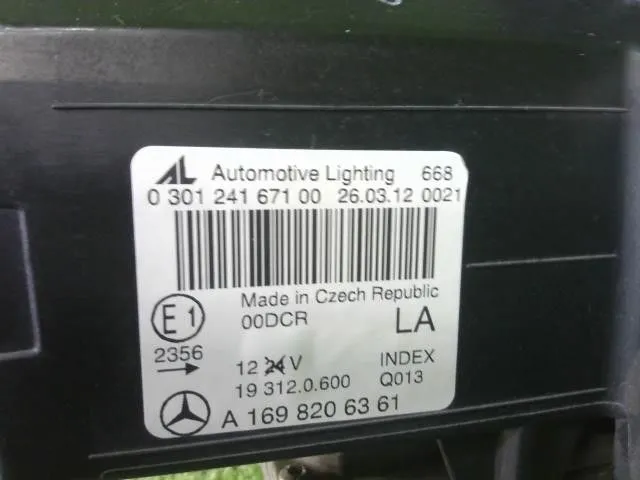 AL Automotive Lighting 668
0 301 241 671 00 26.03.12 0021
Made in Czech Republic
E1 00DCR LA
2356
12 24 V INDEX
19 312.0.600 Q013
A 169 820 63 61